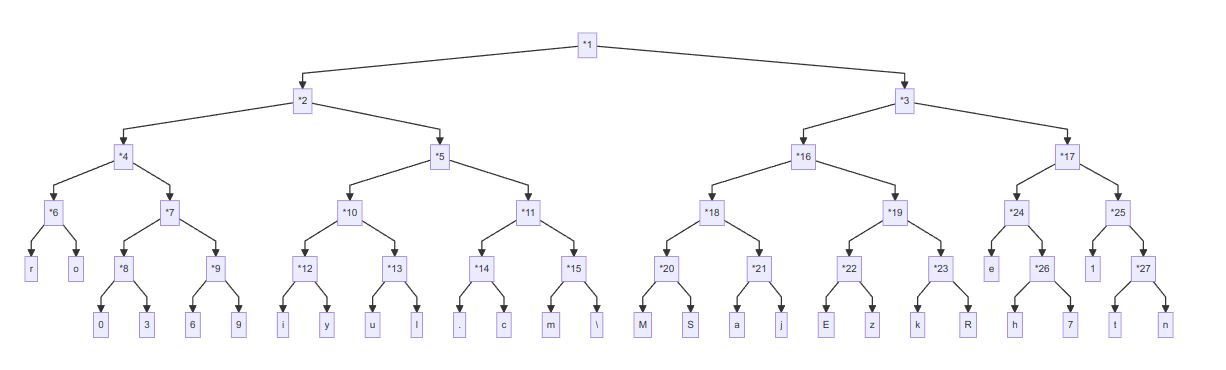 *1
*2 *3
*4 *5 *16 *17
*6 *7 *10 *11 *18 *19 *24 *25
r o *8 *9 *12 *13 *14 *15 *20 *21 *22 *23 e *26 1 *27
0 3 6 9 i y u l . c m \ M S a j E z k R h 7 t n